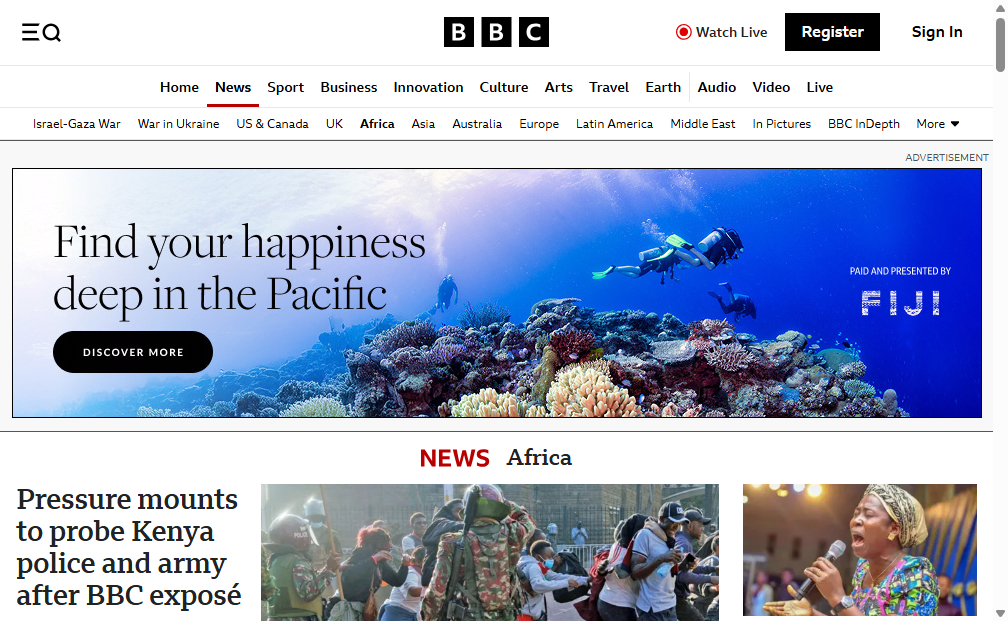 BBC
Watch Live
Register
Sign In
Home News Sport Business Innovation Culture Arts Travel Earth Audio Video Live
Israel-Gaza War War in Ukraine US & Canada UK Africa Asia Australia Europe Latin America Middle East In Pictures BBC InDepth More
ADVERTISEMENT
Find your happiness
deep in the Pacific
DISCOVER MORE
PAID AND PRESENTED BY
FIJI
NEWS Africa
Pressure mounts
to probe Kenya
police and army
after BBC exposé
POLICE